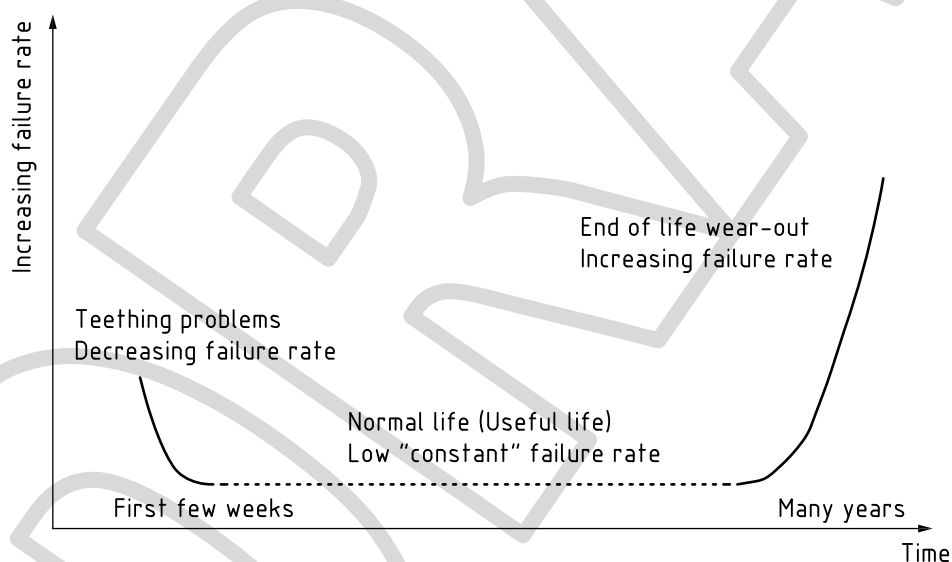 Increasing failure rate
End of life wear-out
Increasing failure rate
Teething problems
Decreasing failure rate
Normal life (Useful life)
Low "constant" failure rate
First few weeks
Many years
Time